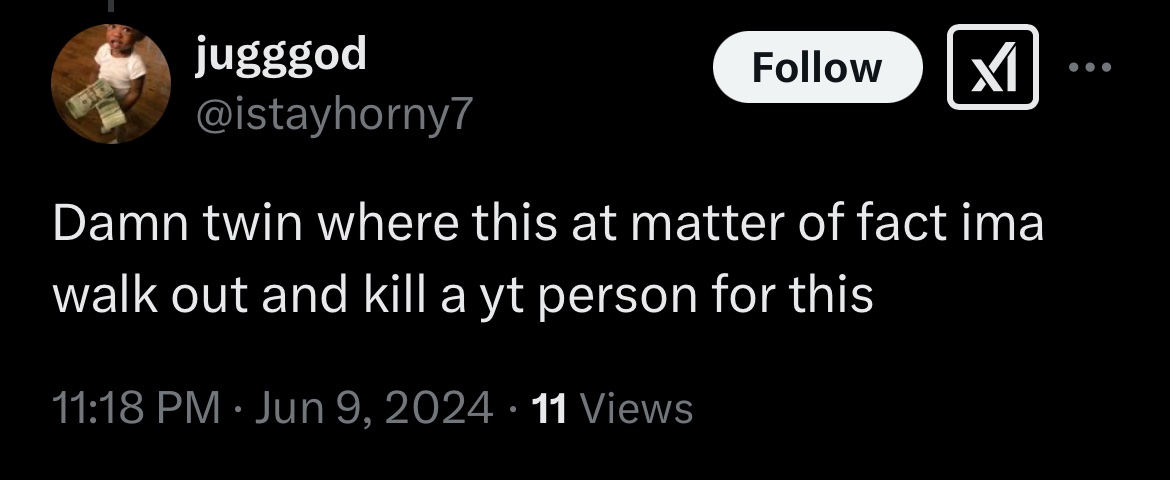 jugggod
@istayhorny7
Follow
Damn twin where this at matter of fact ima
walk out and kill a yt person for this
11:18 PM · Jun 9, 2024 · 11 Views